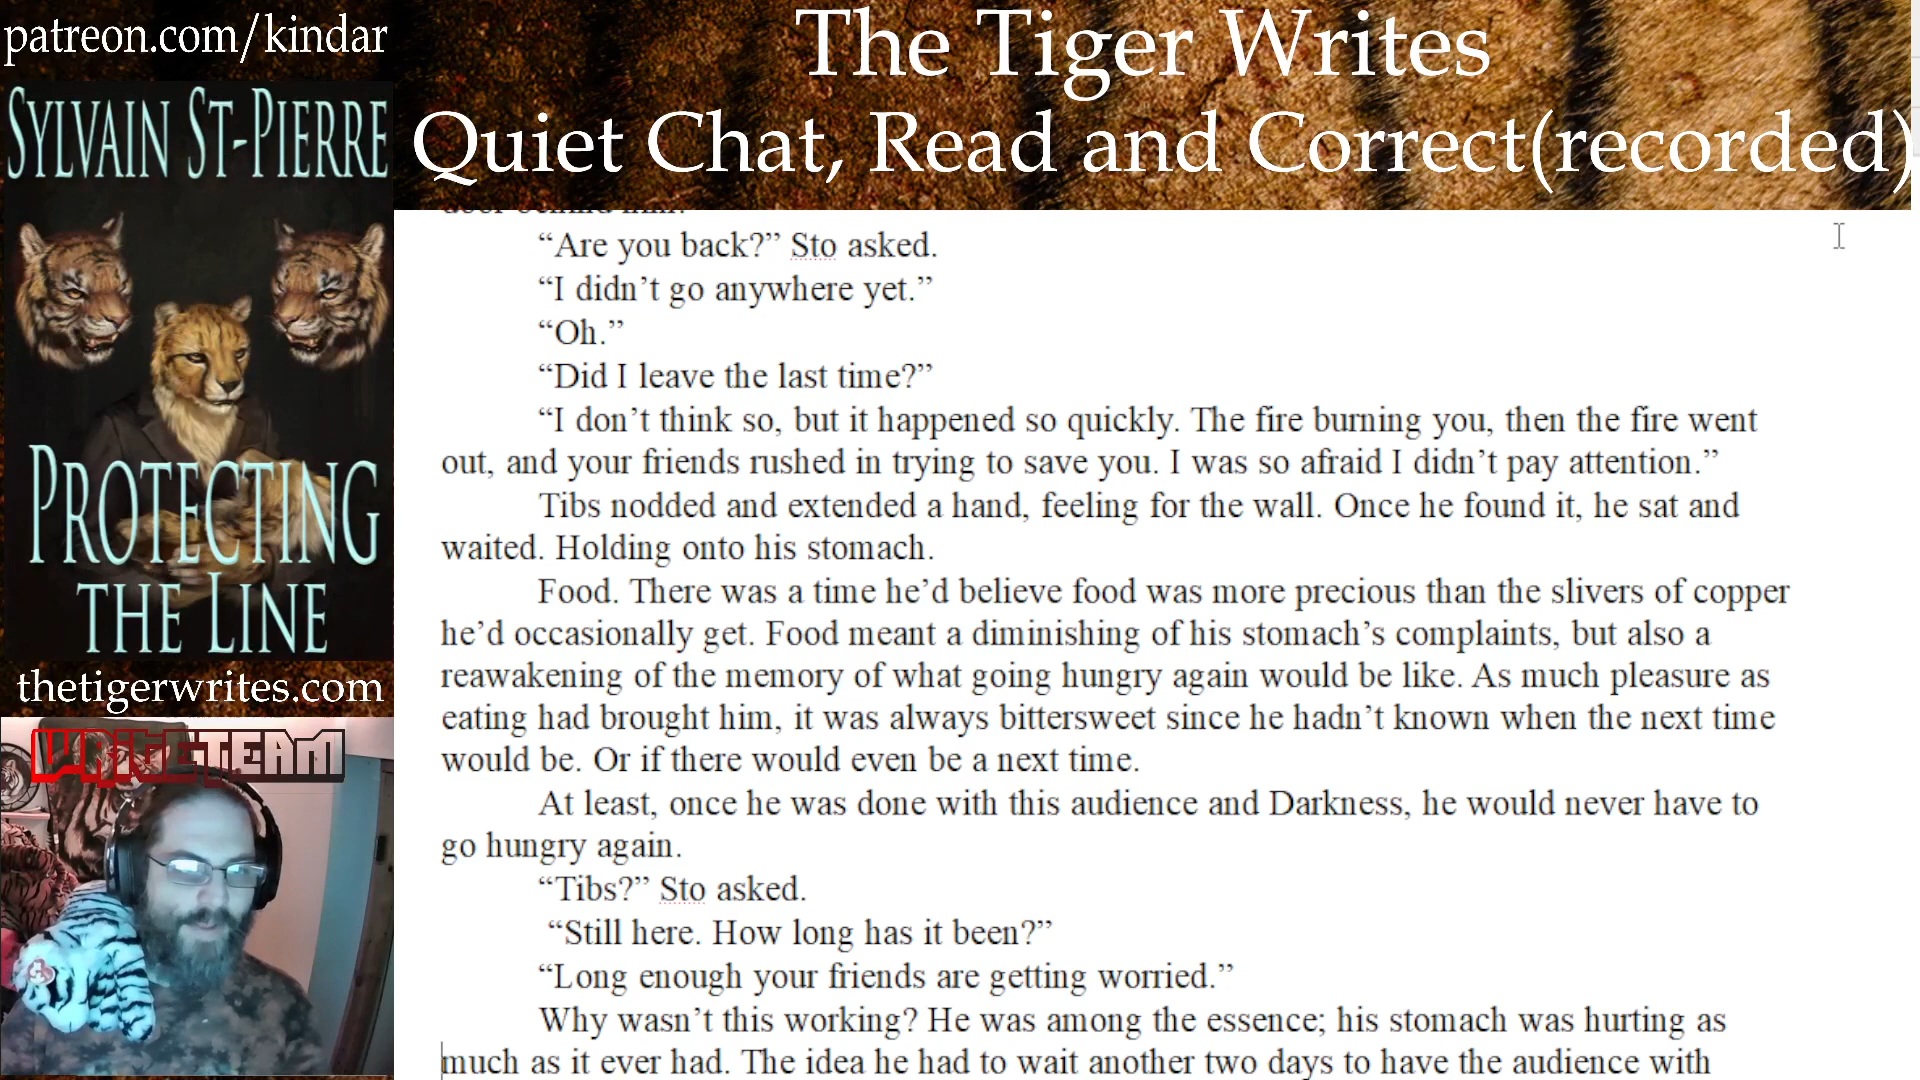 patreon.com/kindar
SYLVAIN ST-PIERRE
PROTECTING
THE LINE
thetigerwrites.com
WRITETEAM
The Tiger Writes
Quiet Chat, Read and Correct(recorded)
“Are you back?” Sto asked.
“I didn’t go anywhere yet.”
“Oh.”
“Did I leave the last time?”
“I don’t think so, but it happened so quickly. The fire burning you, then the fire went
out, and your friends rushed in trying to save you. I was so afraid I didn’t pay attention.”
Tibs nodded and extended a hand, feeling for the wall. Once he found it, he sat and
waited. Holding onto his stomach.
Food. There was a time he’d believe food was more precious than the slivers of copper
he’d occasionally get. Food meant a diminishing of his stomach’s complaints, but also a
reawakening of the memory of what going hungry again would be like. As much pleasure as
eating had brought him, it was always bittersweet since he hadn’t known when the next time
would be. Or if there would even be a next time.
At least, once he was done with this audience and Darkness, he would never have to
go hungry again.
“Tibs?” Sto asked.
“Still here. How long has it been?”
“Long enough your friends are getting worried.”
Why wasn’t this working? He was among the essence; his stomach was hurting as
much as it ever had. The idea he had to wait another two days to have the audience with